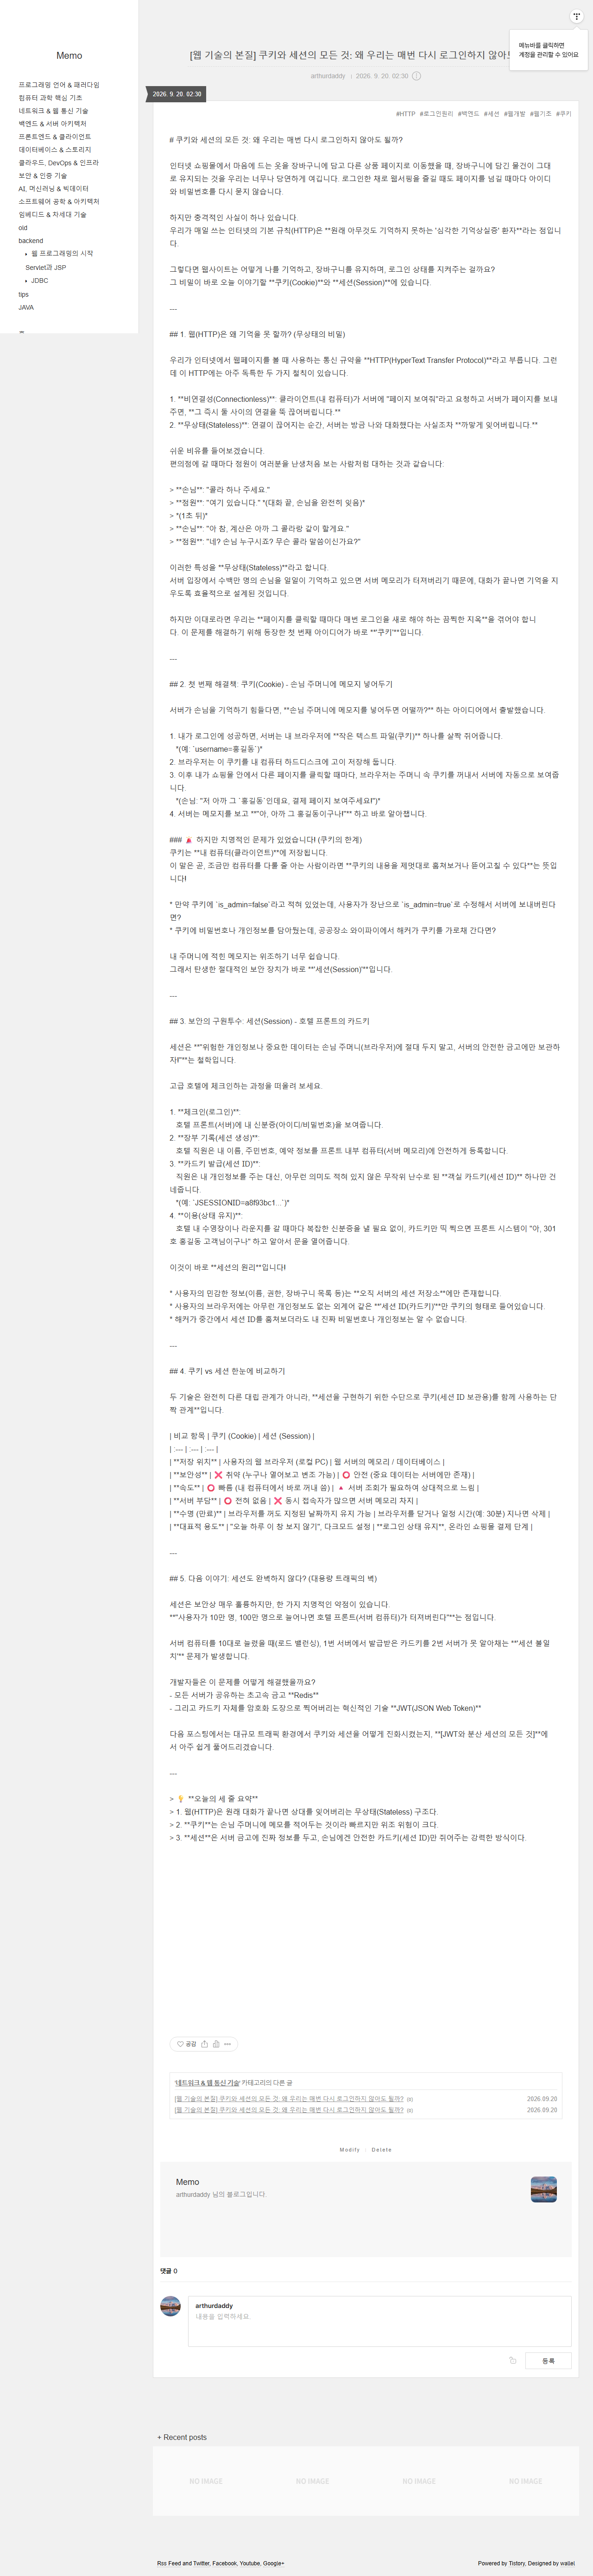 메뉴바를 클릭하면
계정을 관리할 수 있어요
Memo
프로그래밍 언어 & 패러다임
컴퓨터 과학 핵심 기초
네트워크 & 웹 통신 기술
백엔드 & 서버 아키텍처
프론트엔드 & 클라이언트
데이터베이스 & 스토리지
클라우드, DevOps & 인프라
보안 & 인증 기술
AI, 머신러닝 & 빅데이터
소프트웨어 공학 & 아키텍처
임베디드 & 차세대 기술
old
backend
웹 프로그래밍의 시작
Servlet과 JSP
JDBC
tips
JAVA
[웹 기술의 본질] 쿠키와 세션의 모든 것: 왜 우리는 매번 다시 로그인하지 않아도
arthurdaddy | 2026. 9. 20. 02:30
2026. 9. 20. 02:30
#HTTP #로그인원리 #백엔드 #세션 #웹개발 #웹기초 #쿠키
# 쿠키와 세션의 모든 것: 왜 우리는 매번 다시 로그인하지 않아도 될까?
인터넷 쇼핑몰에서 마음에 드는 옷을 장바구니에 담고 다른 상품 페이지로 이동했을 때, 장바구니에 담긴 물건이 그대
로 유지되는 것을 우리는 너무나 당연하게 여깁니다. 로그인한 채로 웹서핑을 즐길 때도 페이지를 넘길 때마다 아이디
와 비밀번호를 다시 묻지 않습니다.
하지만 충격적인 사실이 하나 있습니다.
우리가 매일 쓰는 인터넷의 기본 규칙(HTTP)은 **원래 아무것도 기억하지 못하는 '심각한 기억상실증' 환자**라는 점입니
다.
그렇다면 웹사이트는 어떻게 나를 기억하고, 장바구니를 유지하며, 로그인 상태를 지켜주는 걸까요?
그 비밀이 바로 오늘 이야기할 **쿠키(Cookie)**와 **세션(Session)**에 있습니다.
---
## 1. 웹(HTTP)은 왜 기억을 못 할까? (무상태의 비밀)
우리가 인터넷에서 웹페이지를 볼 때 사용하는 통신 규약을 **HTTP(HyperText Transfer Protocol)**라고 부릅니다. 그런
데 이 HTTP에는 아주 독특한 두 가지 철칙이 있습니다.
1. **비연결성(Connectionless)**: 클라이언트(내 컴퓨터)가 서버에 "페이지 보여줘"라고 요청하고 서버가 페이지를 보내
주면, **그 즉시 둘 사이의 연결을 뚝 끊어버립니다.**
2. **무상태(Stateless)**: 연결이 끊어지는 순간, 서버는 방금 나와 대화했다는 사실조차 **까맣게 잊어버립니다.**
쉬운 비유를 들어보겠습니다.
편의점에 갈 때마다 점원이 여러분을 난생처음 보는 사람처럼 대하는 것과 같습니다:
> **손님**: "콜라 하나 주세요."
> **점원**: "여기 있습니다." *(대화 끝, 손님을 완전히 잊음)*
> *(1초 뒤)*
> **손님**: "아 참, 계산은 아까 그 콜라랑 같이 할게요."
> **점원**: "네? 손님 누구시죠? 무슨 콜라 말씀이신가요?"
이러한 특성을 **무상태(Stateless)**라고 합니다.
서버 입장에서 수백만 명의 손님을 일일이 기억하고 있으면 서버 메모리가 터져버리기 때문에, 대화가 끝나면 기억을 지
우도록 효율적으로 설계된 것입니다.
하지만 이대로라면 우리는 **페이지를 클릭할 때마다 매번 로그인을 새로 해야 하는 끔찍한 지옥**을 겪어야 합니
다. 이 문제를 해결하기 위해 등장한 첫 번째 아이디어가 바로 **'쿠키'**입니다.
---
## 2. 첫 번째 해결책: 쿠키(Cookie) - 손님 주머니에 메모지 넣어두기
서버가 손님을 기억하기 힘들다면, **손님 주머니에 메모지를 넣어두면 어떨까?** 하는 아이디어에서 출발했습니다.
1. 내가 로그인에 성공하면, 서버는 내 브라우저에 **작은 텍스트 파일(쿠키)** 하나를 살짝 쥐어줍니다.
*(예: `username=홍길동`)*
2. 브라우저는 이 쿠키를 내 컴퓨터 하드디스크에 고이 저장해 둡니다.
3. 이후 내가 쇼핑몰 안에서 다른 페이지를 클릭할 때마다, 브라우저는 주머니 속 쿠키를 꺼내서 서버에 자동으로 보여줍
니다.
*(손님: "저 아까 그 `홍길동`인데요, 결제 페이지 보여주세요!")*
4. 서버는 메모지를 보고 **"아, 아까 그 홍길동이구나!"** 하고 바로 알아챕니다.
### 🚨 하지만 치명적인 문제가 있었습니다! (쿠키의 한계)
쿠키는 **내 컴퓨터(클라이언트)**에 저장됩니다.
이 말은 곧, 조금만 컴퓨터를 다룰 줄 아는 사람이라면 **쿠키의 내용을 제멋대로 훔쳐보거나 뜯어고칠 수 있다**는 뜻입
니다!
* 만약 쿠키에 `is_admin=false`라고 적혀 있었는데, 사용자가 장난으로 `is_admin=true`로 수정해서 서버에 보내버린다
면?
* 쿠키에 비밀번호나 개인정보를 담아뒀는데, 공공장소 와이파이에서 해커가 쿠키를 가로채 간다면?
내 주머니에 적힌 메모지는 위조하기 너무 쉽습니다.
그래서 탄생한 절대적인 보안 장치가 바로 **'세션(Session)'**입니다.
---
## 3. 보안의 구원투수: 세션(Session) - 호텔 프론트의 카드키
세션은 **"위험한 개인정보나 중요한 데이터는 손님 주머니(브라우저)에 절대 두지 말고, 서버의 안전한 금고에만 보관하
자!"**는 철학입니다.
고급 호텔에 체크인하는 과정을 떠올려 보세요.
1. **체크인(로그인)**:
호텔 프론트(서버)에 내 신분증(아이디/비밀번호)을 보여줍니다.
2. **장부 기록(세션 생성)**:
호텔 직원은 내 이름, 주민번호, 예약 정보를 프론트 내부 컴퓨터(서버 메모리)에 안전하게 등록합니다.
3. **카드키 발급(세션 ID)**:
직원은 내 개인정보를 주는 대신, 아무런 의미도 적혀 있지 않은 무작위 난수로 된 **객실 카드키(세션 ID)** 하나만 건
네줍니다.
*(예: `JSESSIONID=a8f93bc1...`)*
4. **이용(상태 유지)**:
호텔 내 수영장이나 라운지를 갈 때마다 복잡한 신분증을 낼 필요 없이, 카드키만 띡 찍으면 프론트 시스템이 "아, 301
호 홍길동 고객님이구나" 하고 알아서 문을 열어줍니다.
이것이 바로 **세션의 원리**입니다!
* 사용자의 민감한 정보(이름, 권한, 장바구니 목록 등)는 **오직 서버의 세션 저장소**에만 존재합니다.
* 사용자의 브라우저에는 아무런 개인정보도 없는 외계어 같은 **'세션 ID(카드키)'**만 쿠키의 형태로 들어있습니다.
* 해커가 중간에서 세션 ID를 훔쳐보더라도 내 진짜 비밀번호나 개인정보는 알 수 없습니다.
---
## 4. 쿠키 vs 세션 한눈에 비교하기
두 기술은 완전히 다른 대립 관계가 아니라, **세션을 구현하기 위한 수단으로 쿠키(세션 ID 보관용)를 함께 사용하는 단
짝 관계**입니다.
| 비교 항목 | 쿠키 (Cookie) | 세션 (Session) |
| :--- | :--- | :--- |
| **저장 위치** | 사용자의 웹 브라우저 (로컬 PC) | 웹 서버의 메모리 / 데이터베이스 |
| **보안성** | ❌ 취약 (누구나 열어보고 변조 가능) | ⭕ 안전 (중요 데이터는 서버에만 존재) |
| **속도** | ⭕ 빠름 (내 컴퓨터에서 바로 꺼내 씀) | 🔺 서버 조회가 필요하여 상대적으로 느림 |
| **서버 부담** | ⭕ 전혀 없음 | ❌ 동시 접속자가 많으면 서버 메모리 차지 |
| **수명 (만료)** | 브라우저를 꺼도 지정된 날짜까지 유지 가능 | 브라우저를 닫거나 일정 시간(예: 30분) 지나면 삭제 |
| **대표적 용도** | "오늘 하루 이 창 보지 않기", 다크모드 설정 | **로그인 상태 유지**, 온라인 쇼핑몰 결제 단계 |
---
## 5. 다음 이야기: 세션도 완벽하지 않다? (대용량 트래픽의 벽)
세션은 보안상 매우 훌륭하지만, 한 가지 치명적인 약점이 있습니다.
**"사용자가 10만 명, 100만 명으로 늘어나면 호텔 프론트(서버 컴퓨터)가 터져버린다"**는 점입니다.
서버 컴퓨터를 10대로 늘렸을 때(로드 밸런싱), 1번 서버에서 발급받은 카드키를 2번 서버가 못 알아채는 **'세션 불일
치'** 문제가 발생합니다.
개발자들은 이 문제를 어떻게 해결했을까요?
- 모든 서버가 공유하는 초고속 금고 **Redis**
- 그리고 카드키 자체를 암호화 도장으로 찍어버리는 혁신적인 기술 **JWT(JSON Web Token)**
다음 포스팅에서는 대규모 트래픽 환경에서 쿠키와 세션을 어떻게 진화시켰는지, **[JWT와 분산 세션의 모든 것]**에
서 아주 쉽게 풀어드리겠습니다.
---
> 💡 **오늘의 세 줄 요약**
> 1. 웹(HTTP)은 원래 대화가 끝나면 상대를 잊어버리는 무상태(Stateless) 구조다.
> 2. **쿠키**는 손님 주머니에 메모를 적어두는 것이라 빠르지만 위조 위험이 크다.
> 3. **세션**은 서버 금고에 진짜 정보를 두고, 손님에겐 안전한 카드키(세션 ID)만 쥐어주는 강력한 방식이다.
공감
'네트워크 & 웹 통신 기술' 카테고리의 다른 글
[웹 기술의 본질] 쿠키와 세션의 모든 것: 왜 우리는 매번 다시 로그인하지 않아도 될까? (0) 2026.09.20
[웹 기술의 본질] 쿠키와 세션의 모든 것: 왜 우리는 매번 다시 로그인하지 않아도 될까? (0) 2026.09.20
Modify | Delete
Memo
arthurdaddy 님의 블로그입니다.
댓글 0
arthurdaddy
내용을 입력하세요.
등록
+ Recent posts
NO IMAGE NO IMAGE NO IMAGE NO IMAGE
Rss Feed and Twitter, Facebook, Youtube, Google+
Powered by Tistory, Designed by wallel